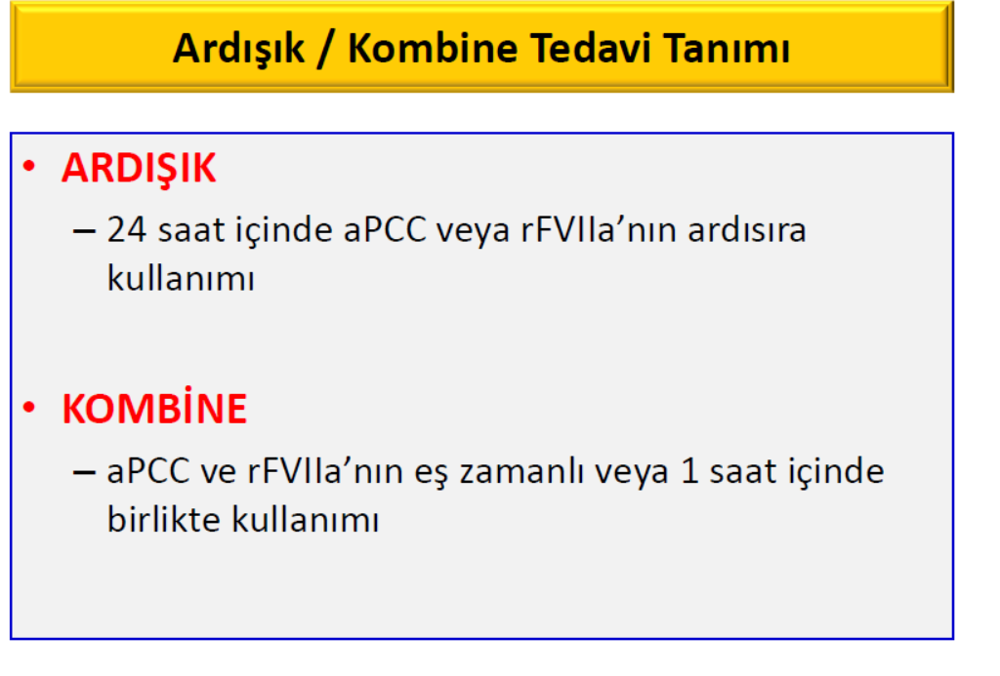 Ardışık / Kombine Tedavi Tanımı
• ARDIŞIK
– 24 saat içinde aPCC veya rFVIIa’nın ardısıra
kullanımı
• KOMBİNE
– aPCC ve rFVIIa’nın eş zamanlı veya 1 saat içinde
birlikte kullanımı